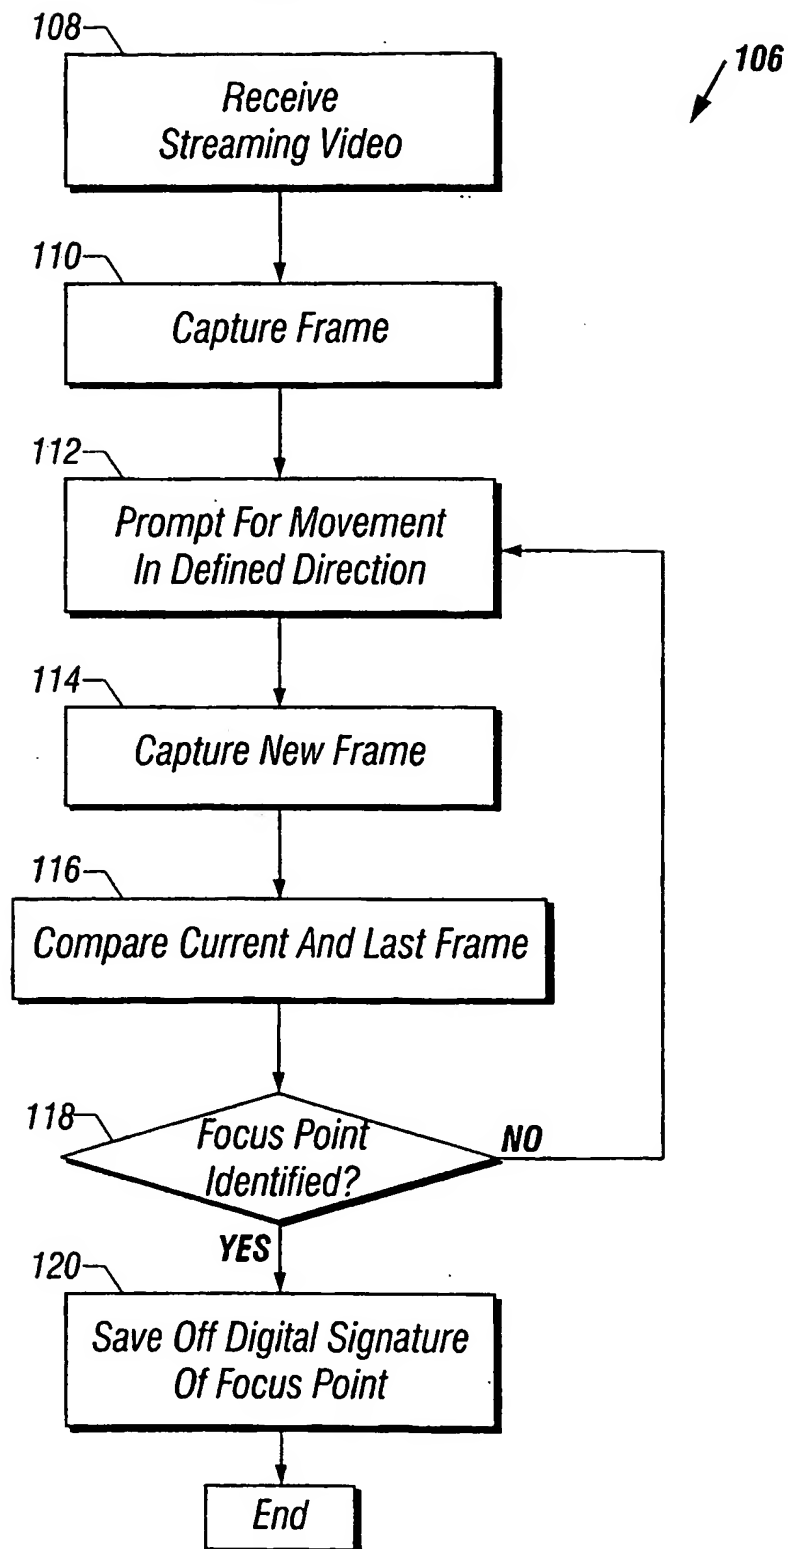 108
106
Receive
Streaming Video
110
Capture Frame
112
Prompt For Movement
In Defined Direction
114
Capture New Frame
116
Compare Current And Last Frame
118
Focus Point
Identified?
NO
YES
120
Save Off Digital Signature
Of Focus Point
End